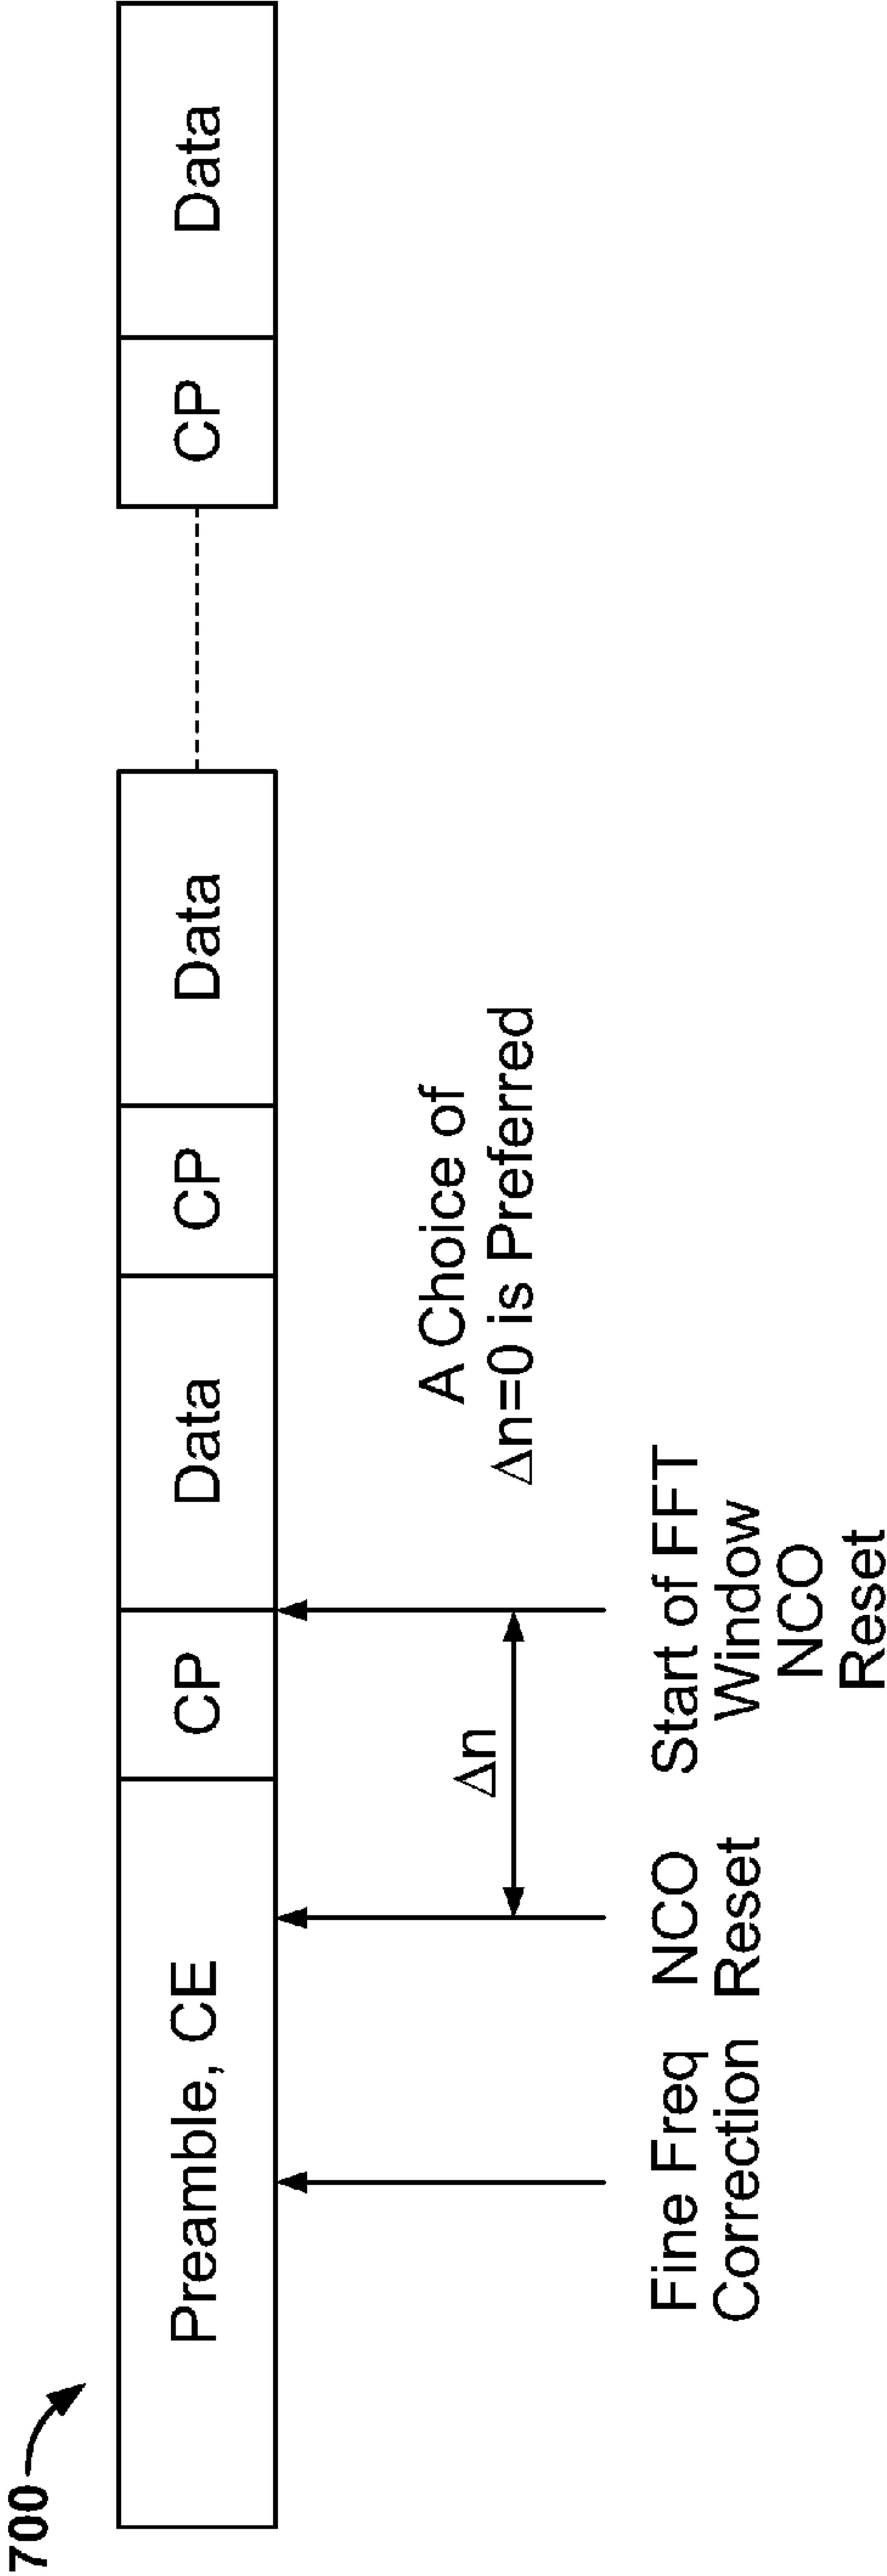 700
Preamble, CE
CP
Data
CP
Data
CP
Data
Δn
A Choice of
Δn=0 is Preferred
Fine Freq
Correction
NCO
Reset
Start of FFT
Window
NCO
Reset